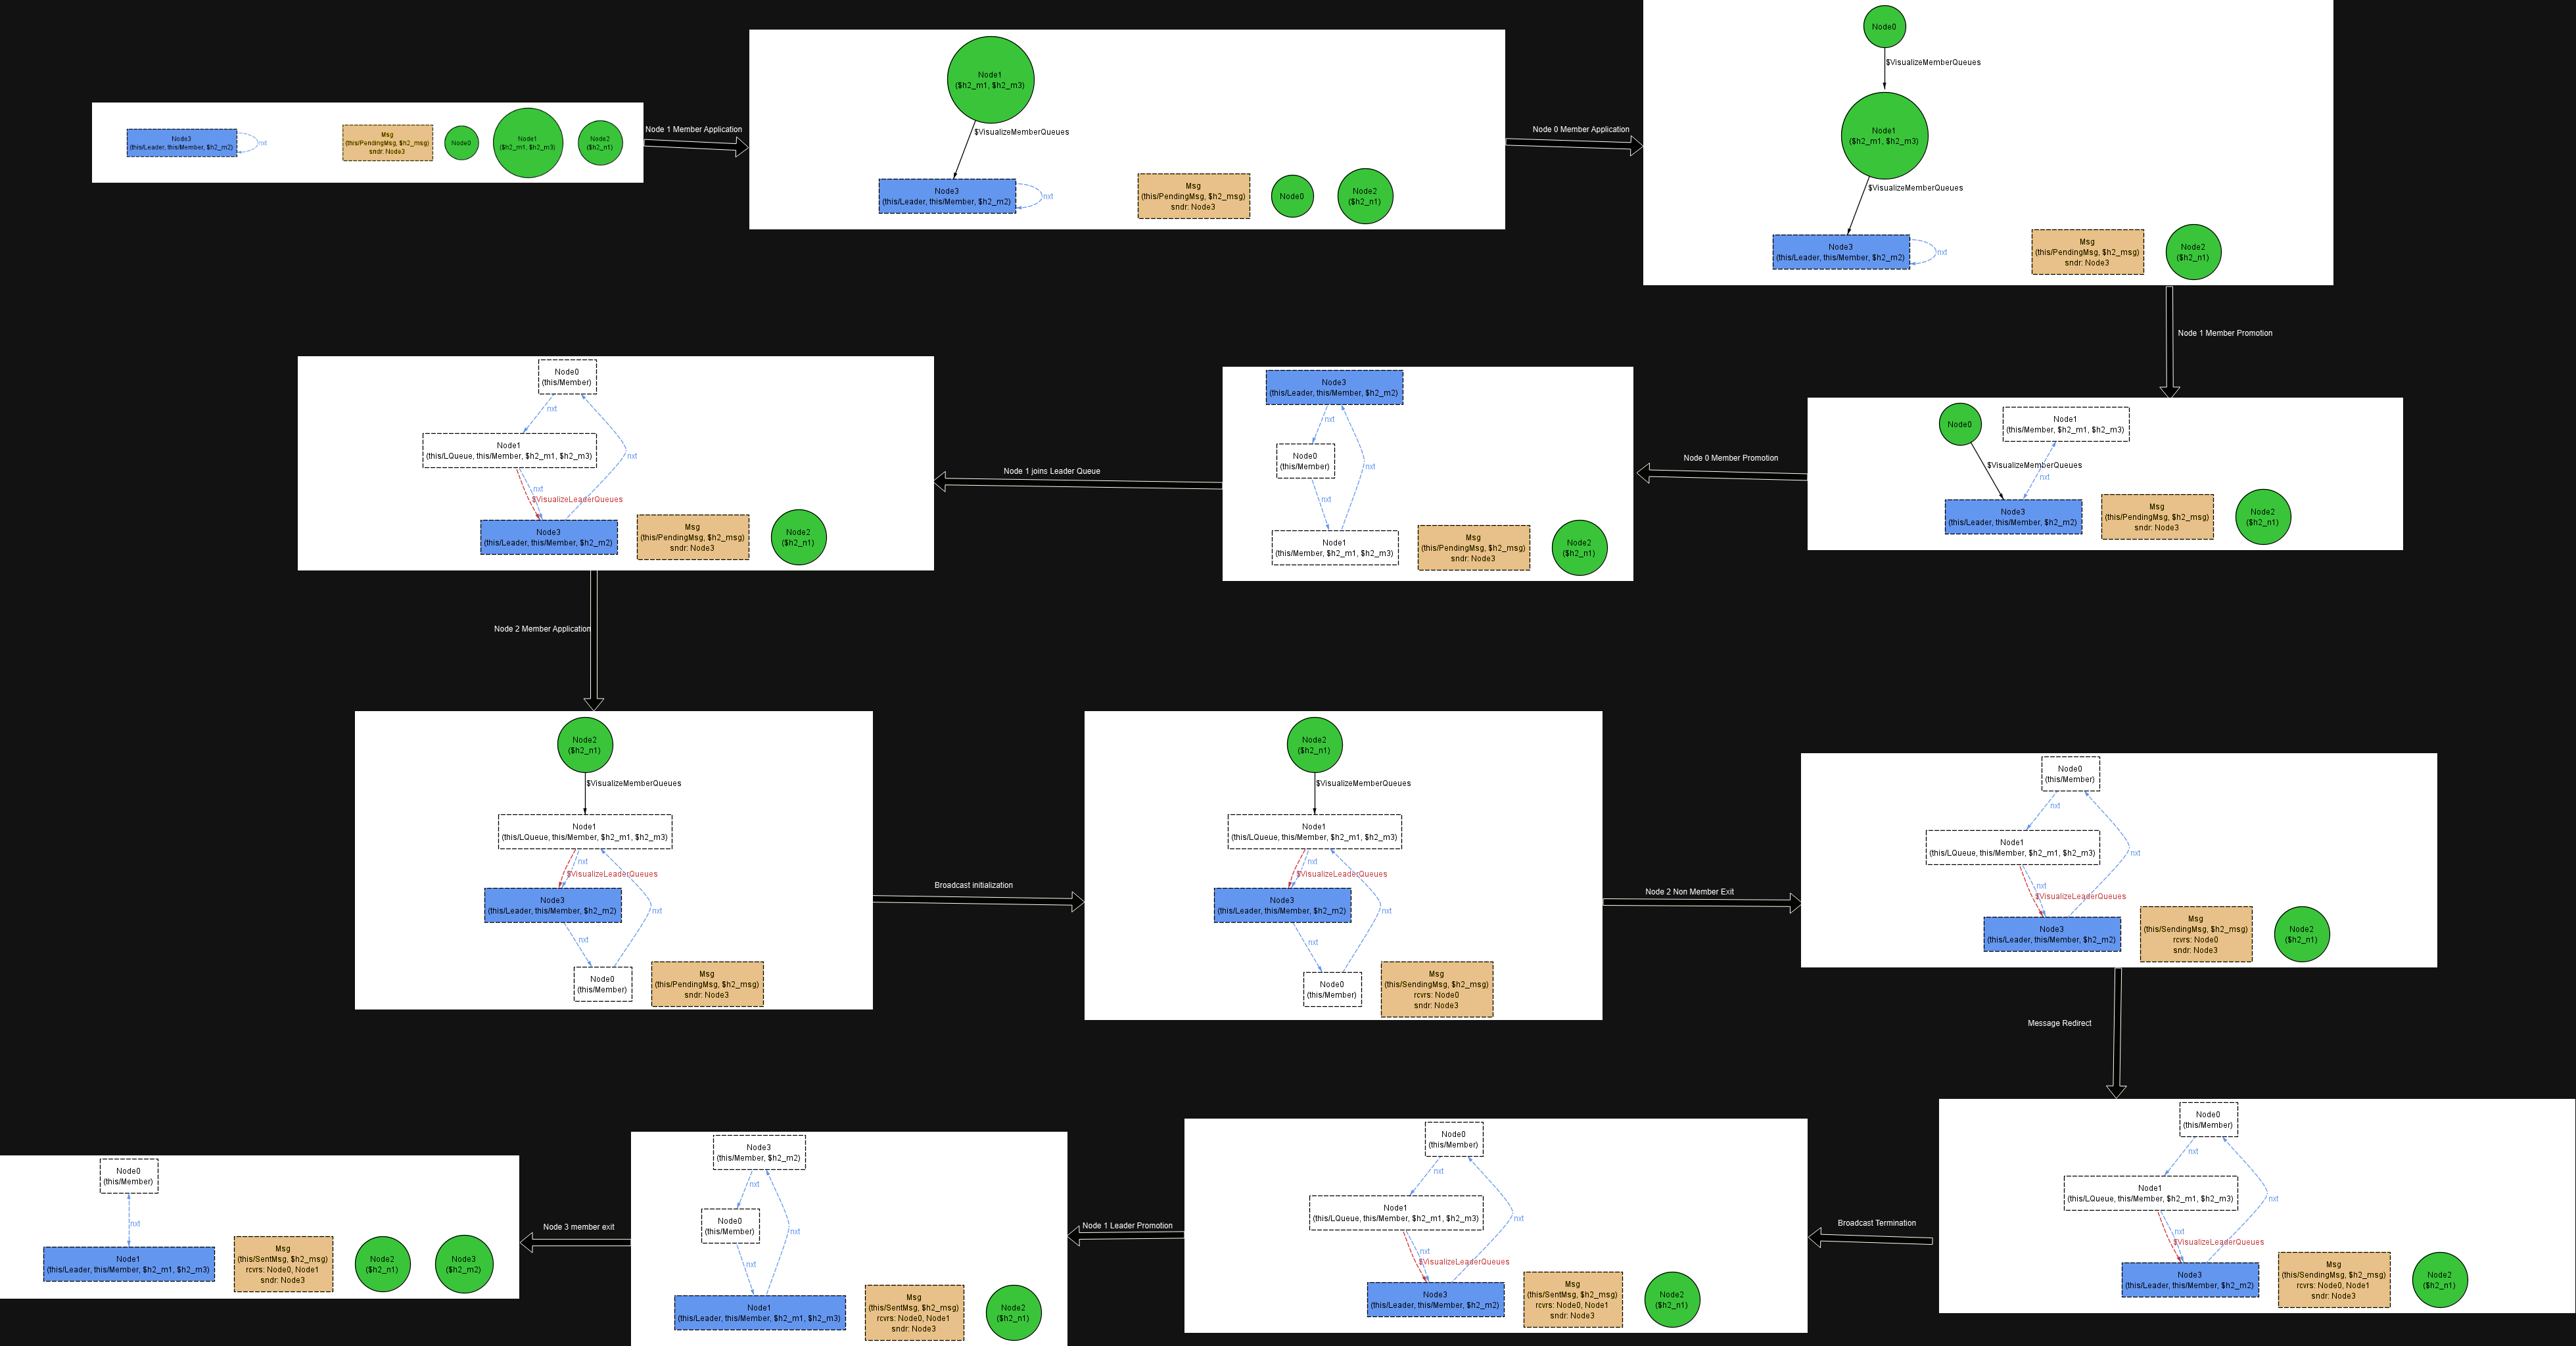 Node3
(this/Leader, this/Member, $h2_m2)
nxt
Msg
(this/PendingMsg, $h2_msg)
sndr: Node3
Node0
Node1
($h2_m1, $h2_m3)
Node2
($h2_n1)
Node 1 Member Application
Node1
($h2_m1, $h2_m3)
$VisualizeMemberQueues
Node3
(this/Leader, this/Member, $h2_m2)
nxt
Msg
(this/PendingMsg, $h2_msg)
sndr: Node3
Node0
Node2
($h2_n1)
Node 0 Member Application
Node0
$VisualizeMemberQueues
Node1
($h2_m1, $h2_m3)
$VisualizeMemberQueues
Node3
(this/Leader, this/Member, $h2_m2)
nxt
Msg
(this/PendingMsg, $h2_msg)
sndr: Node3
Node2
($h2_n1)
Node 1 Member Promotion
Node0
Node1
(this/Member, $h2_m1, $h2_m3)
$VisualizeMemberQueues
nxt
Node3
(this/Leader, this/Member, $h2_m2)
Msg
(this/PendingMsg, $h2_msg)
sndr: Node3
Node2
($h2_n1)
Node 0 Member Promotion
Node3
(this/Leader, this/Member, $h2_m2)
nxt
Node0
(this/Member)
nxt
nxt
Node1
(this/Member, $h2_m1, $h2_m3)
Msg
(this/PendingMsg, $h2_msg)
sndr: Node3
Node2
($h2_n1)
Node 1 joins Leader Queue
Node0
(this/Member)
nxt
Node1
(this/LQueue, this/Member, $h2_m1, $h2_m3)
nxt
nxt
$VisualizeLeaderQueues
Node3
(this/Leader, this/Member, $h2_m2)
Msg
(this/PendingMsg, $h2_msg)
sndr: Node3
Node2
($h2_n1)
Node 2 Member Application
Node2
($h2_n1)
$VisualizeMemberQueues
Node1
(this/LQueue, this/Member, $h2_m1, $h2_m3)
nxt
$VisualizeLeaderQueues
Node3
(this/Leader, this/Member, $h2_m2)
nxt
nxt
Node0
(this/Member)
Msg
(this/PendingMsg, $h2_msg)
sndr: Node3
Broadcast initialization
Node2
($h2_n1)
$VisualizeMemberQueues
Node1
(this/LQueue, this/Member, $h2_m1, $h2_m3)
nxt
$VisualizeLeaderQueues
Node3
(this/Leader, this/Member, $h2_m2)
nxt
nxt
Node0
(this/Member)
Msg
(this/SendingMsg, $h2_msg)
rcvrs: Node0
sndr: Node3
Node 2 Non Member Exit
Node0
(this/Member)
nxt
Node1
(this/LQueue, this/Member, $h2_m1, $h2_m3)
nxt
nxt
$VisualizeLeaderQueues
Node3
(this/Leader, this/Member, $h2_m2)
Msg
(this/SendingMsg, $h2_msg)
rcvrs: Node0
sndr: Node3
Node2
($h2_n1)
Message Redirect
Node0
(this/Member)
nxt
Node1
(this/LQueue, this/Member, $h2_m1, $h2_m3)
nxt
nxt
$VisualizeLeaderQueues
Node3
(this/Leader, this/Member, $h2_m2)
Msg
(this/SendingMsg, $h2_msg)
rcvrs: Node0, Node1
sndr: Node3
Node2
($h2_n1)
Broadcast Termination
Node0
(this/Member)
nxt
Node1
(this/LQueue, this/Member, $h2_m1, $h2_m3)
nxt
nxt
$VisualizeLeaderQueues
Node3
(this/Leader, this/Member, $h2_m2)
Msg
(this/SentMsg, $h2_msg)
rcvrs: Node0, Node1
sndr: Node3
Node2
($h2_n1)
Node 1 Leader Promotion
Node3
(this/Member, $h2_m2)
nxt
Node0
(this/Member)
nxt
nxt
Node1
(this/Leader, this/Member, $h2_m1, $h2_m3)
Msg
(this/SentMsg, $h2_msg)
rcvrs: Node0, Node1
sndr: Node3
Node2
($h2_n1)
Node 3 member exit
Node0
(this/Member)
nxt
Node1
(this/Leader, this/Member, $h2_m1, $h2_m3)
Msg
(this/SentMsg, $h2_msg)
rcvrs: Node0, Node1
sndr: Node3
Node2
($h2_n1)
Node3
($h2_m2)